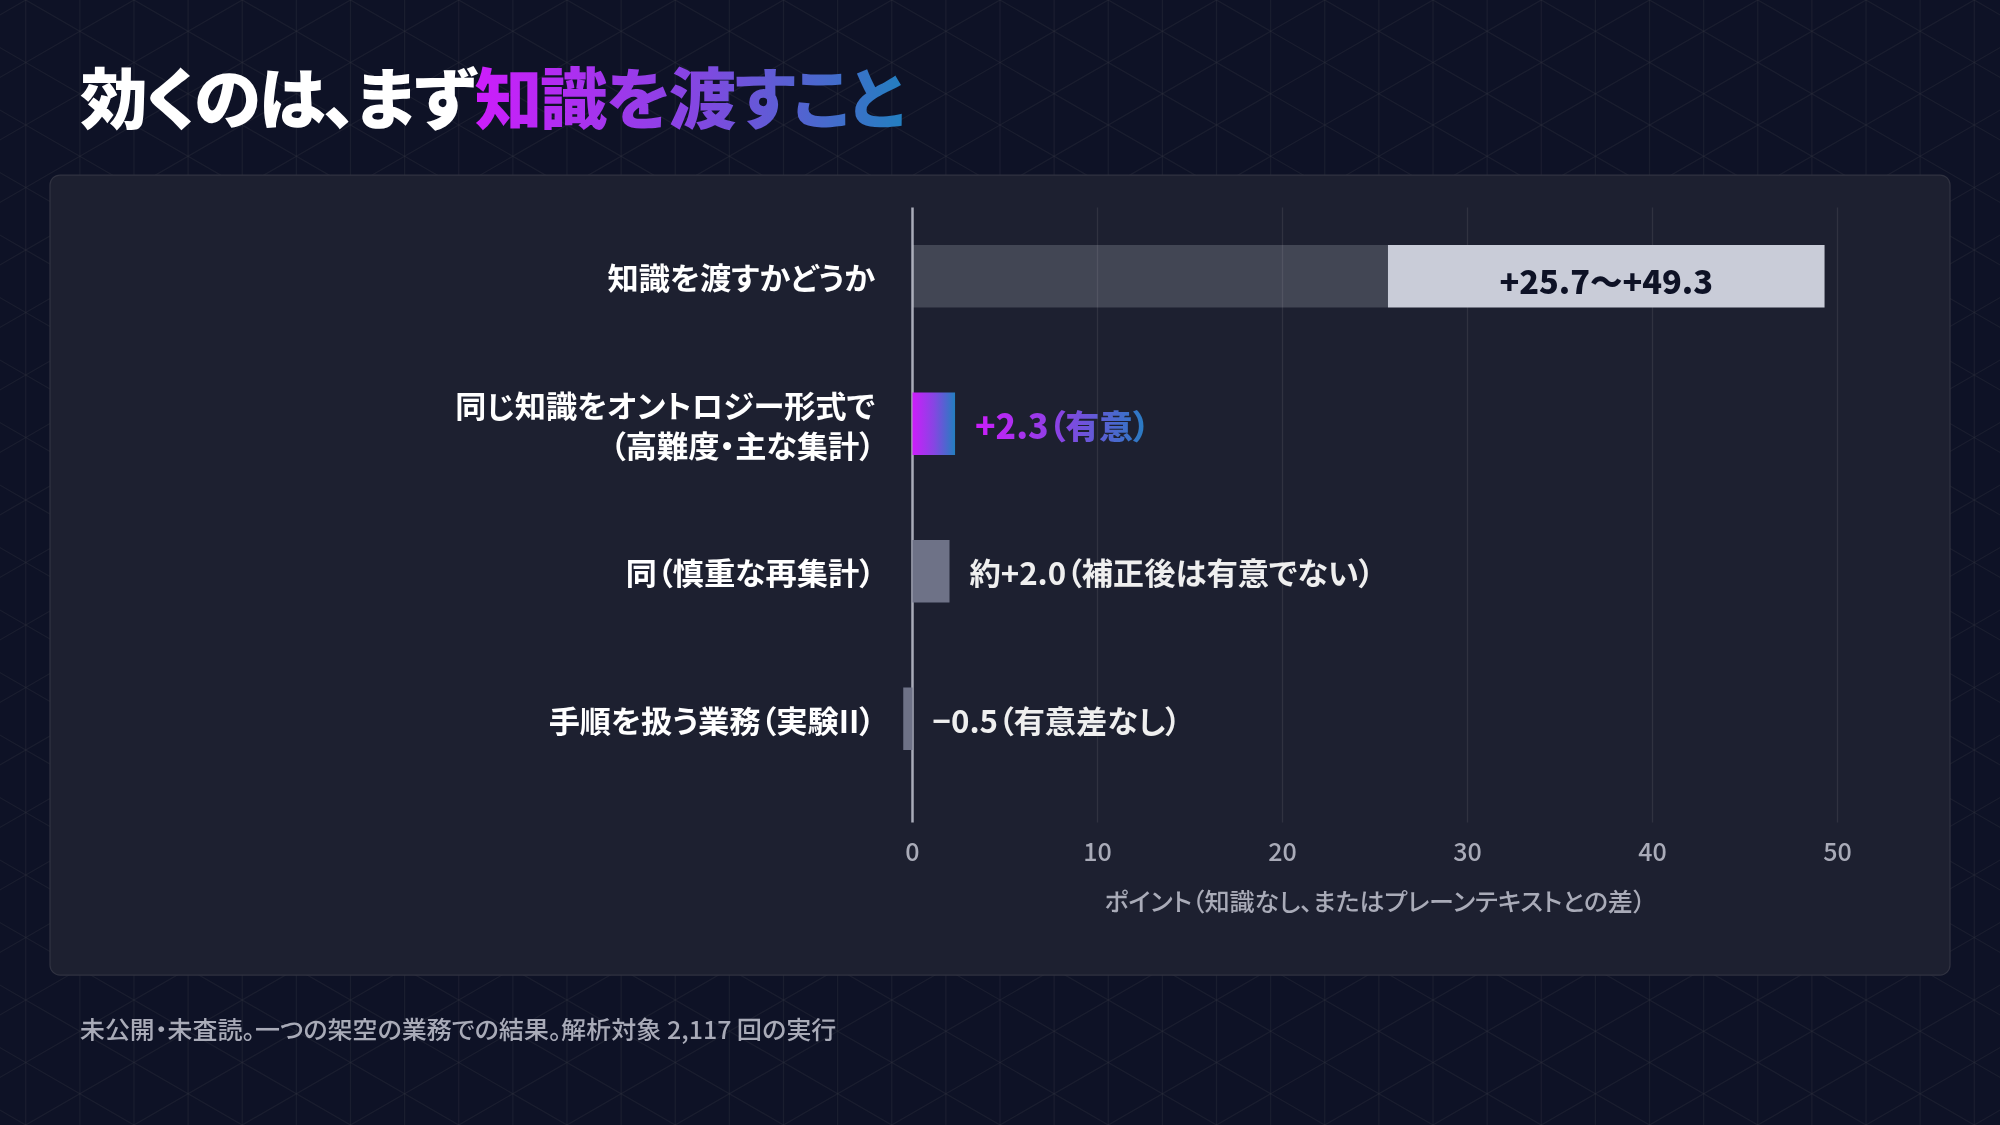 効くのは、まず知識を渡すこと
知識を渡すかどうか
+25.7〜+49.3
同じ知識をオントロジー形式で
（高難度・主な集計）
+2.3（有意）
同（慎重な再集計）
約+2.0（補正後は有意でない）
手順を扱う業務（実験II）
−0.5（有意差なし）
0 10 20 30 40 50
ポイント（知識なし、またはプレーンテキストとの差）
未公開・未査読。一つの架空の業務での結果。解析対象 2,117 回の実行